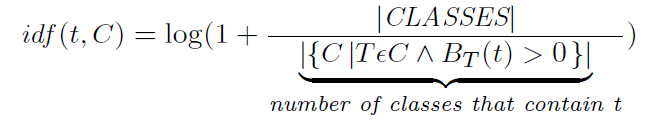 idf(t, C) = log(1 + |CLASSES| / |{C |TϵC ∧ B_T(t) > 0}|)
number of classes that contain t